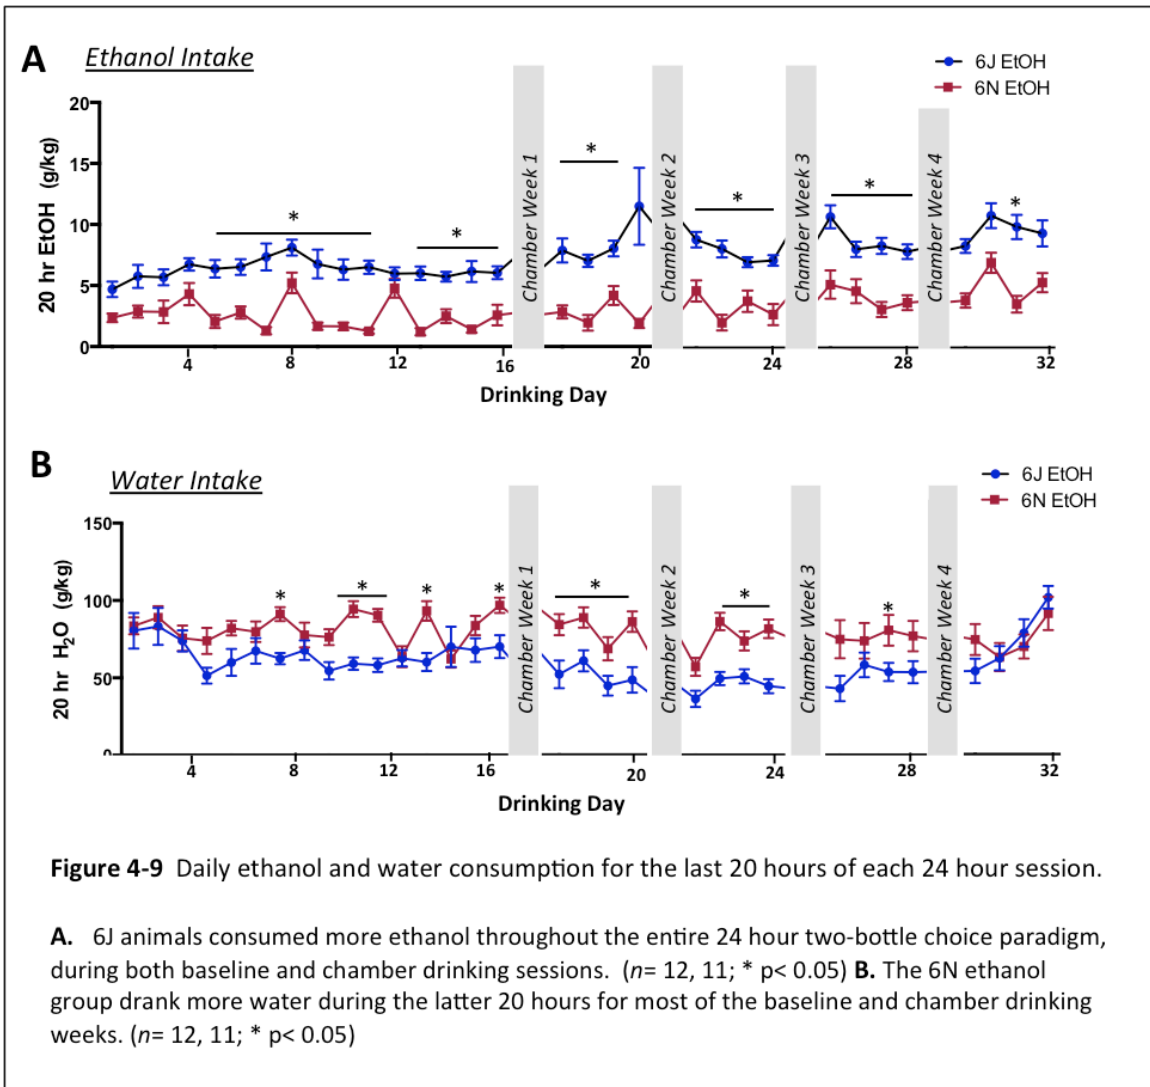 A
Ethanol Intake
6J EtOH
6N EtOH
20 hr EtOH (g/kg)
20
15
10
5
0
*
*
*
*
*
*
Chamber Week 1
Chamber Week 2
Chamber Week 3
Chamber Week 4
4
8
12
16
20
24
28
32
Drinking Day
B
Water Intake
6J EtOH
6N EtOH
20 hr H₂O (g/kg)
150
100
50
0
*
*
*
*
*
*
*
Chamber Week 1
Chamber Week 2
Chamber Week 3
Chamber Week 4
4
8
12
16
20
24
28
32
Drinking Day
Figure 4-9 Daily ethanol and water consumption for the last 20 hours of each 24 hour session.
A. 6J animals consumed more ethanol throughout the entire 24 hour two-bottle choice paradigm,
during both baseline and chamber drinking sessions. (n= 12, 11; * p< 0.05) B. The 6N ethanol
group drank more water during the latter 20 hours for most of the baseline and chamber drinking
weeks. (n= 12, 11; * p< 0.05)